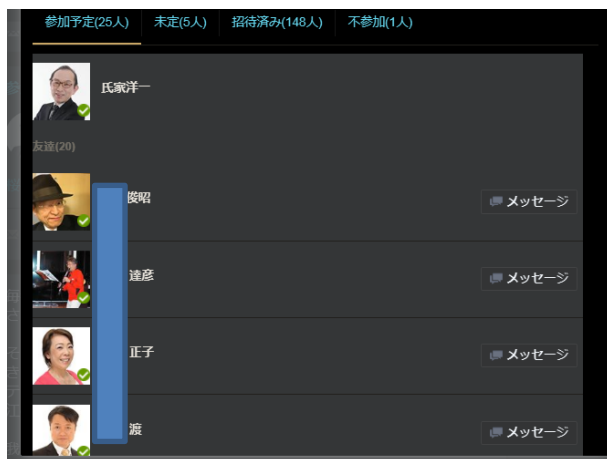 参加予定(25人) 未定(5人) 招待済み(148人) 不参加(1人)
氏家洋一
友達(20)
俊昭
メッセージ
達彦
メッセージ
正子
メッセージ
渡
メッセージ